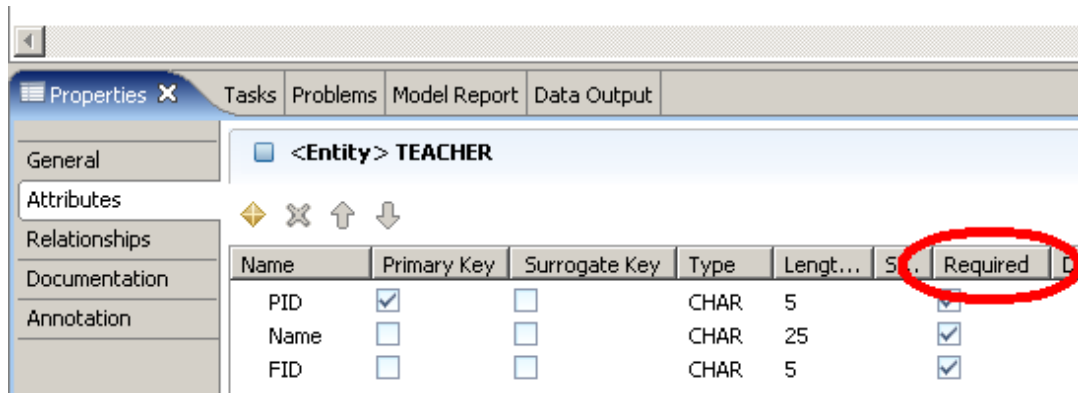 Properties Tasks Problems Model Report Data Output
<Entity> TEACHER
General
Attributes
Relationships
Documentation
Annotation
Name Primary Key Surrogate Key Type Lengt... S... Required D
PID CHAR 5
Name CHAR 25
FID CHAR 5